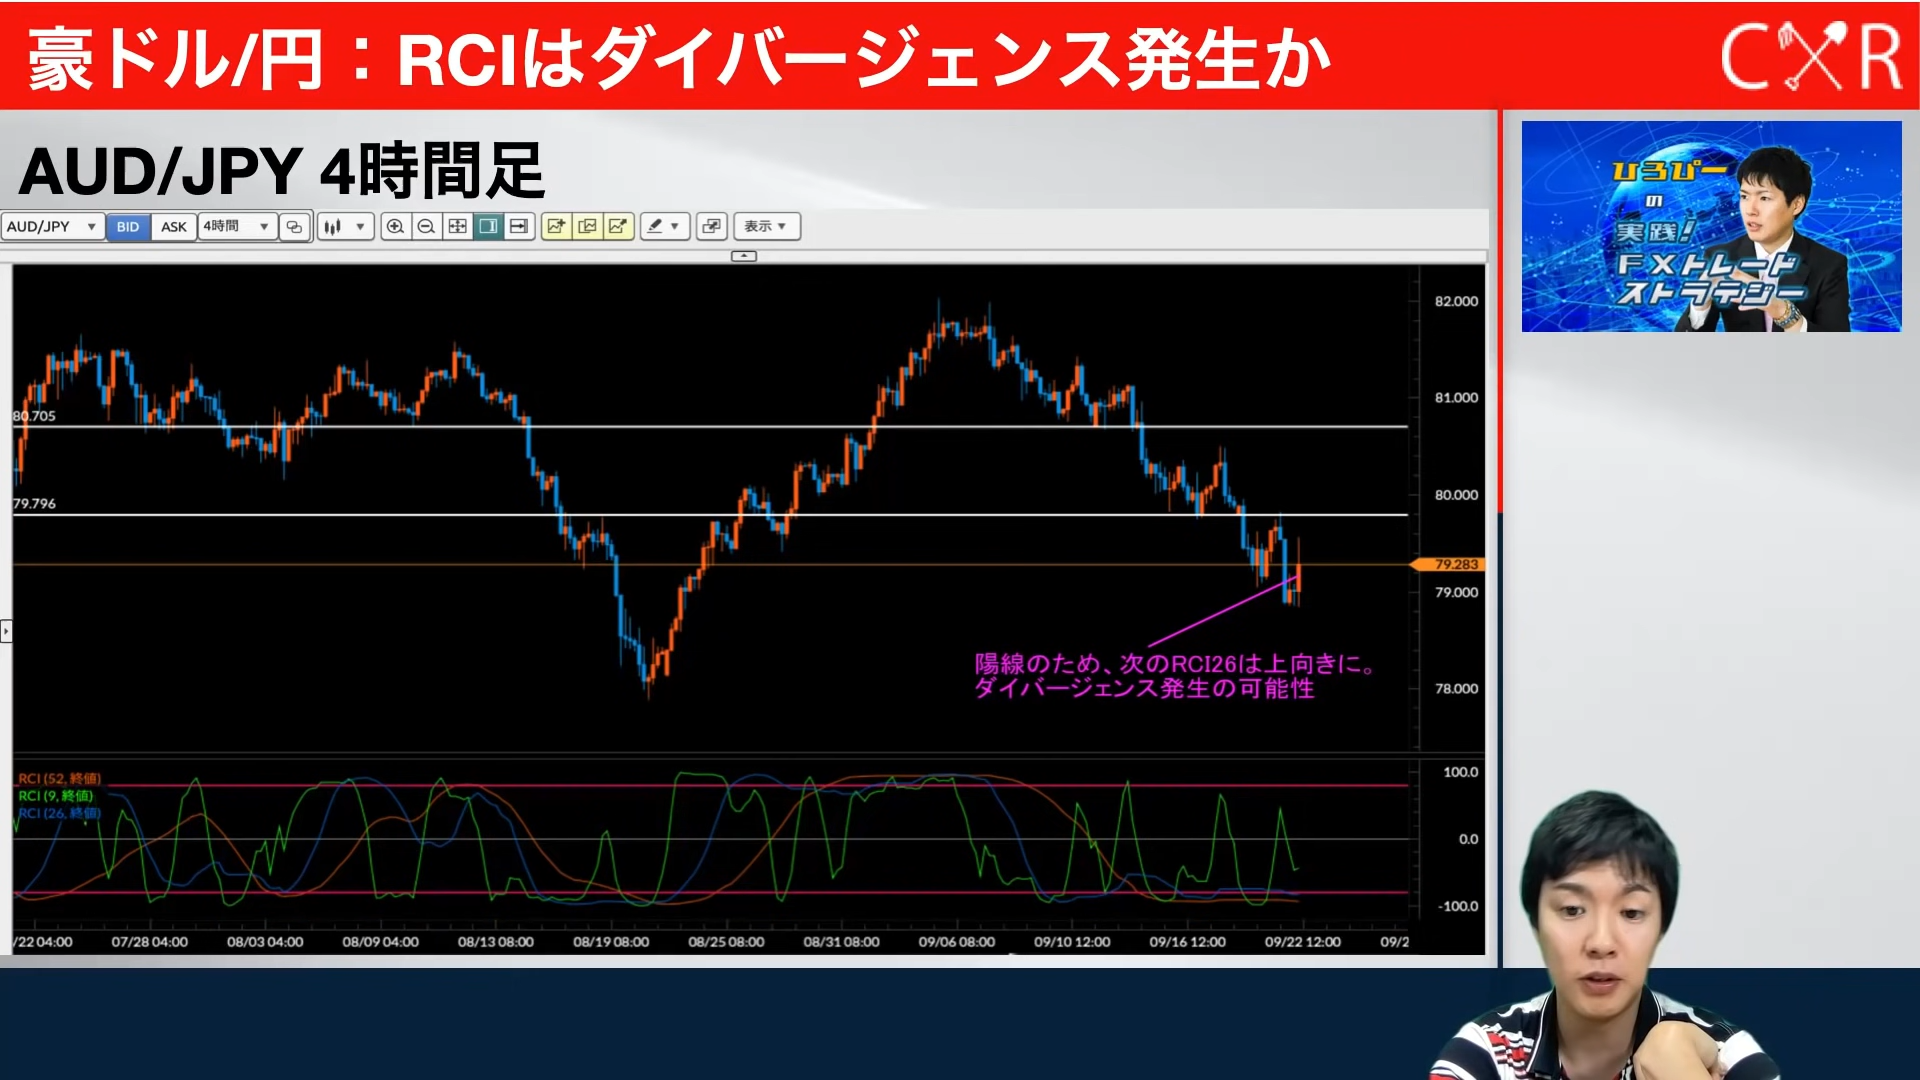 豪ドル/円：RCIはダイバージェンス発生か
CXR
AUD/JPY 4時間足
ひろぴー
の
実践!
FXトレード
ストラテジー
AUD/JPY BID ASK 4時間 表示
82.000
81.000
80.705
80.000
79.796
79.283
79.000
78.000
陽線のため、次のRCI26は上向きに。
ダイバージェンス発生の可能性
RCI (52, 終値)
RCI (9, 終値)
RCI (26, 終値)
100.0
0.0
-100.0
/22 04:00 07/28 04:00 08/03 04:00 08/09 04:00 08/13 08:00 08/19 08:00 08/25 08:00 08/31 08:00 09/06 08:00 09/10 12:00 09/16 12:00 09/22 12:00 09/2